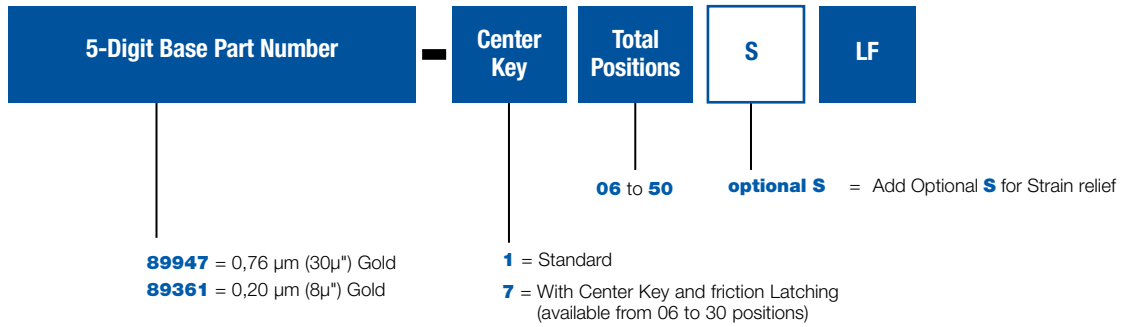 5-Digit Base Part Number - Center Key Total Positions S LF
06 to 50
optional S = Add Optional S for Strain relief
89947 = 0,76 µm (30µ") Gold
89361 = 0,20 µm (8µ") Gold
1 = Standard
7 = With Center Key and friction Latching
(available from 06 to 30 positions)